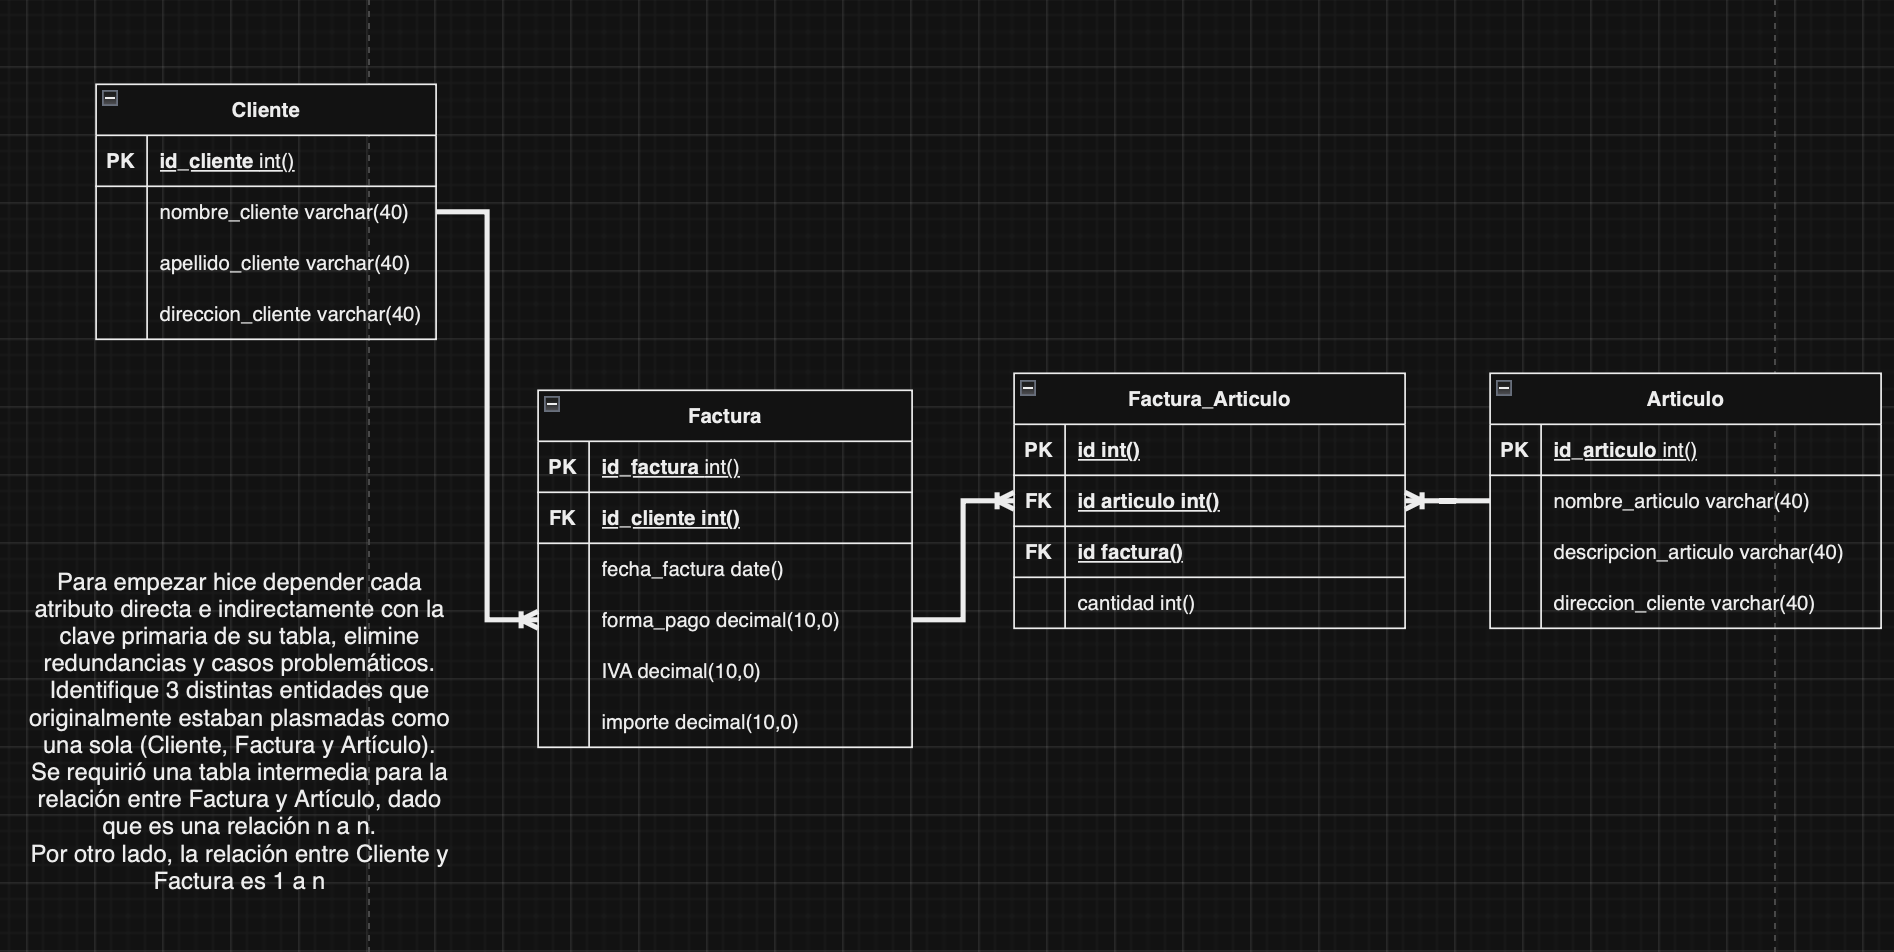 Cliente
PK id_cliente int()
nombre_cliente varchar(40)
apellido_cliente varchar(40)
direccion_cliente varchar(40)
Factura
PK id_factura int()
FK id_cliente int()
fecha_factura date()
forma_pago decimal(10,0)
IVA decimal(10,0)
importe decimal(10,0)
Factura_Articulo
PK id int()
FK id articulo int()
FK id factura()
cantidad int()
Articulo
PK id_articulo int()
nombre_articulo varchar(40)
descripcion_articulo varchar(40)
direccion_cliente varchar(40)
Para empezar hice depender cada
atributo directa e indirectamente con la
clave primaria de su tabla, elimine
redundancias y casos problemáticos.
Identifique 3 distintas entidades que
originalmente estaban plasmadas como
una sola (Cliente, Factura y Artículo).
Se requirió una tabla intermedia para la
relación entre Factura y Artículo, dado
que es una relación n a n.
Por otro lado, la relación entre Cliente y
Factura es 1 a n